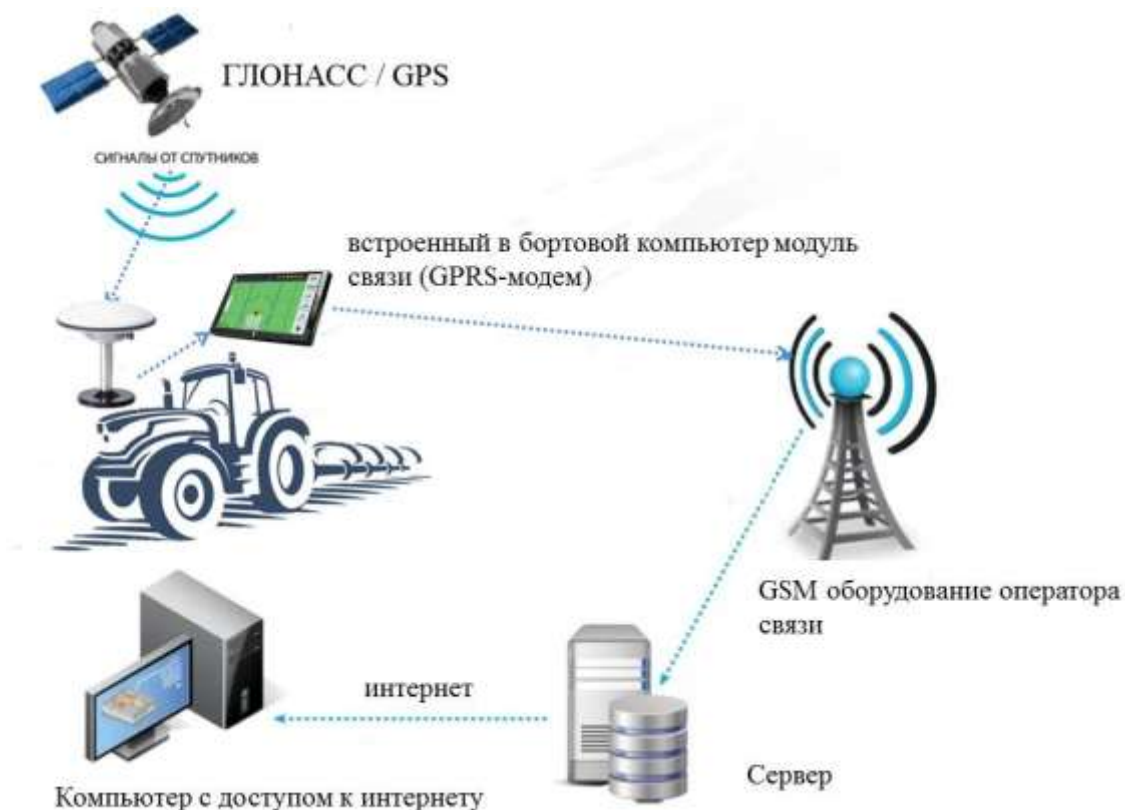 ГЛОНАСС / GPS
СИГНАЛЫ ОТ СПУТНИКОВ
встроенный в бортовой компьютер модуль
связи (GPRS-модем)
GSM оборудование оператора
связи
интернет
Сервер
Компьютер с доступом к интернету